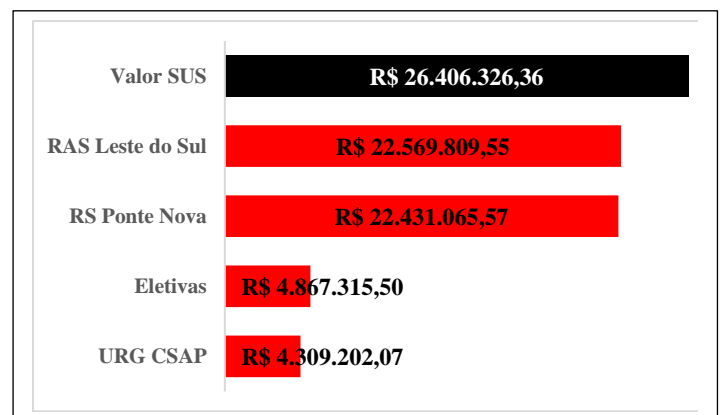 Valor SUS R$ 26.406.326,36
RAS Leste do Sul R$ 22.569.809,55
RS Ponte Nova R$ 22.431.065,57
Eletivas R$ 4.867.315,50
URG CSAP R$ 4.309.202,07